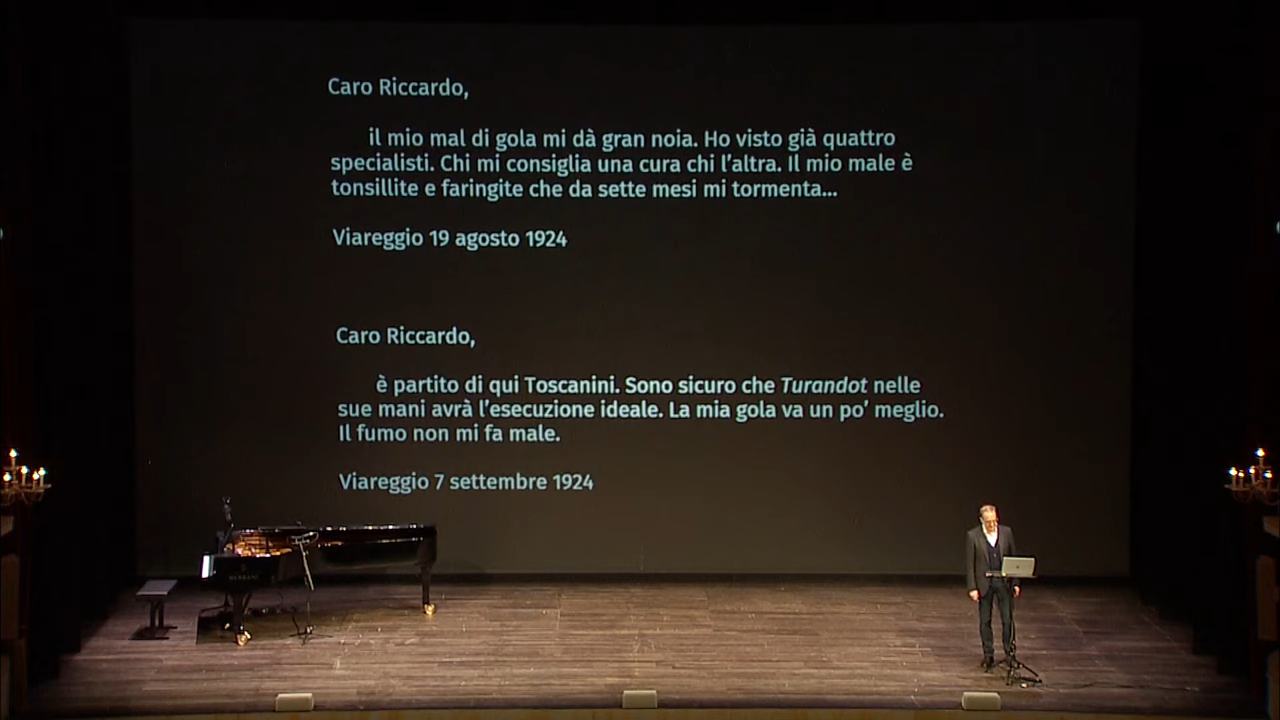 Caro Riccardo,
il mio mal di gola mi dà gran noia. Ho visto già quattro
specialisti. Chi mi consiglia una cura chi l'altra. Il mio male è
tonsillite e faringite che da sette mesi mi tormenta...
Viareggio 19 agosto 1924
Caro Riccardo,
è partito di qui Toscanini. Sono sicuro che Turandot nelle
sue mani avrà l'esecuzione ideale. La mia gola va un po' meglio.
Il fumo non mi fa male.
Viareggio 7 settembre 1924